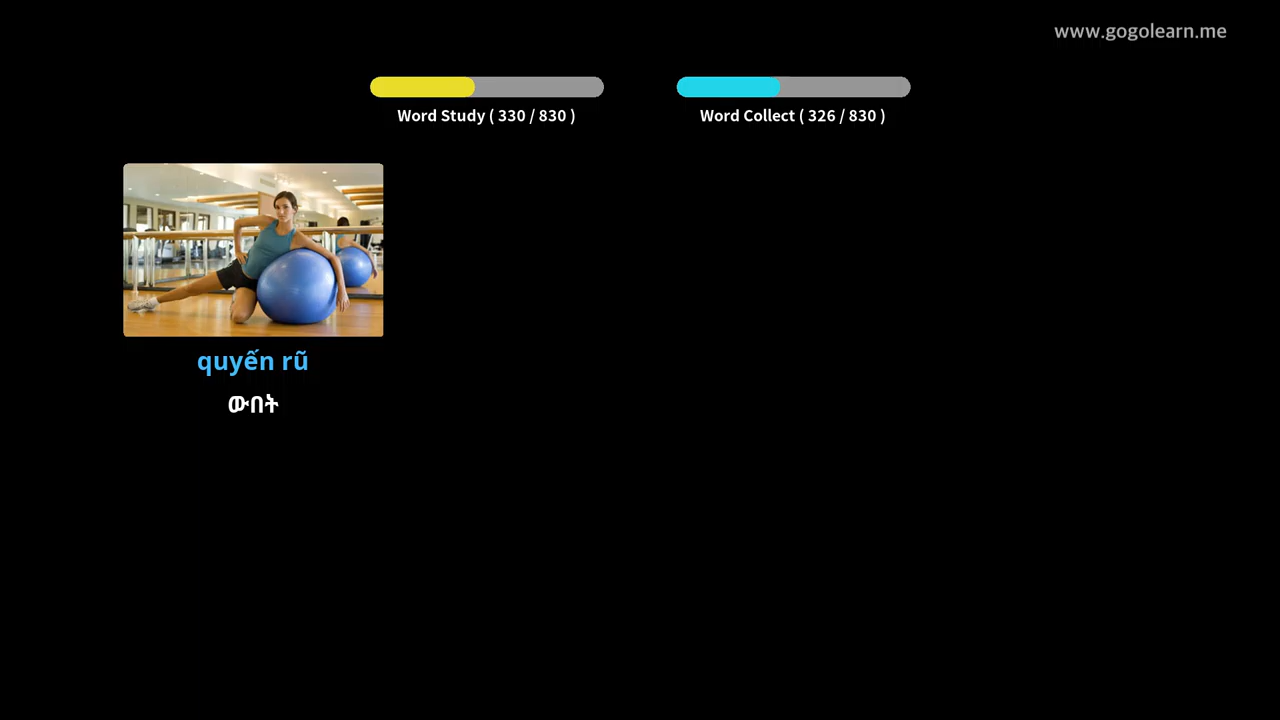 www.gogolearn.me
Word Study ( 330 / 830 )
Word Collect ( 326 / 830 )
quyến rũ
ውበት